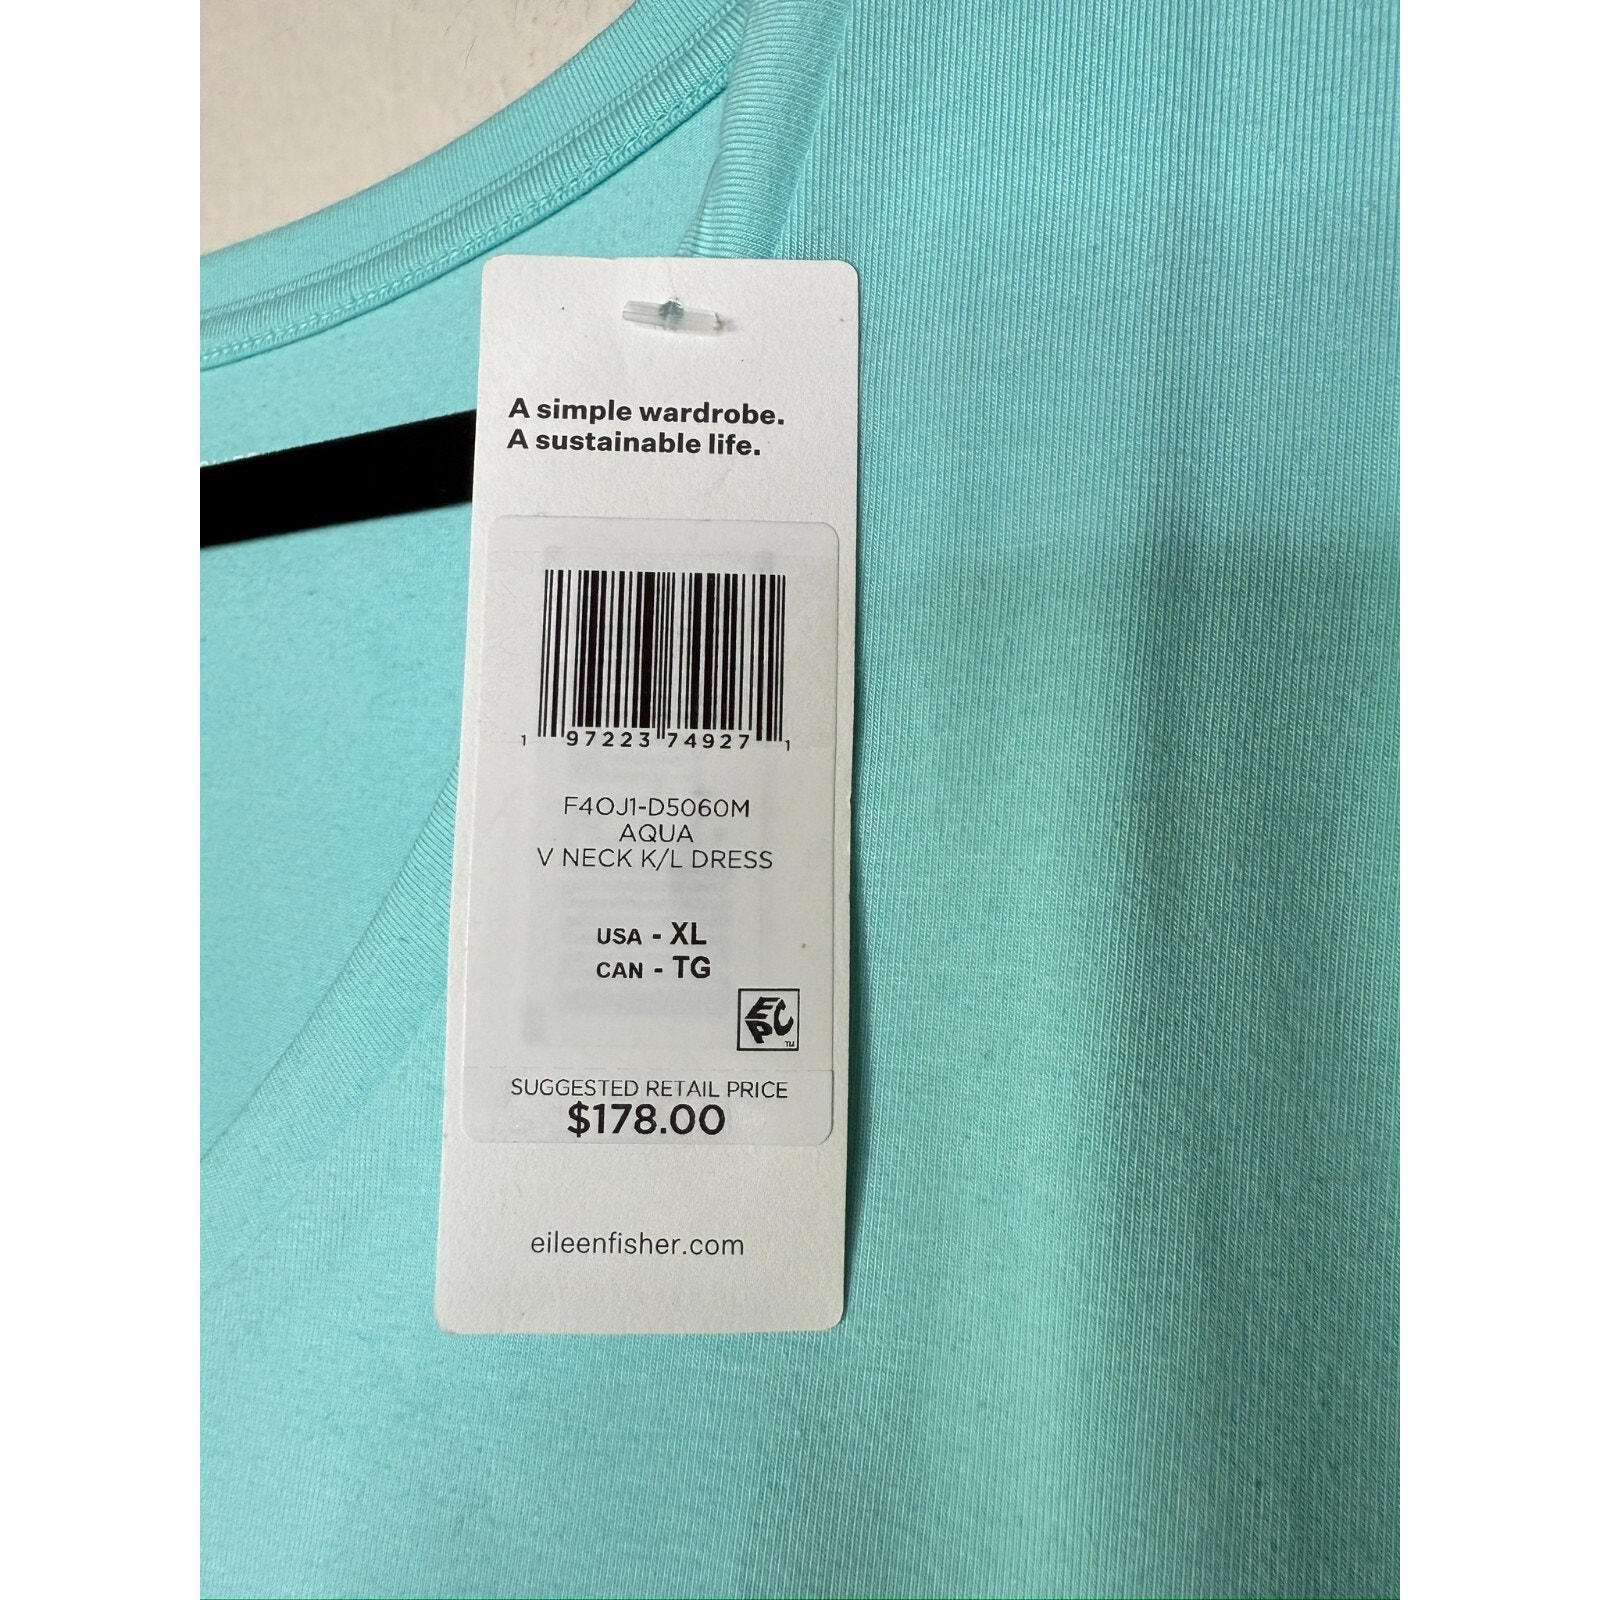 A simple wardrobe.
A sustainable life.
1 97223 74927 1
F4OJ1-D5060M
AQUA
V NECK K/L DRESS
USA - XL
CAN - TG
EPC TM
SUGGESTED RETAIL PRICE
$178.00
eileenfisher.com